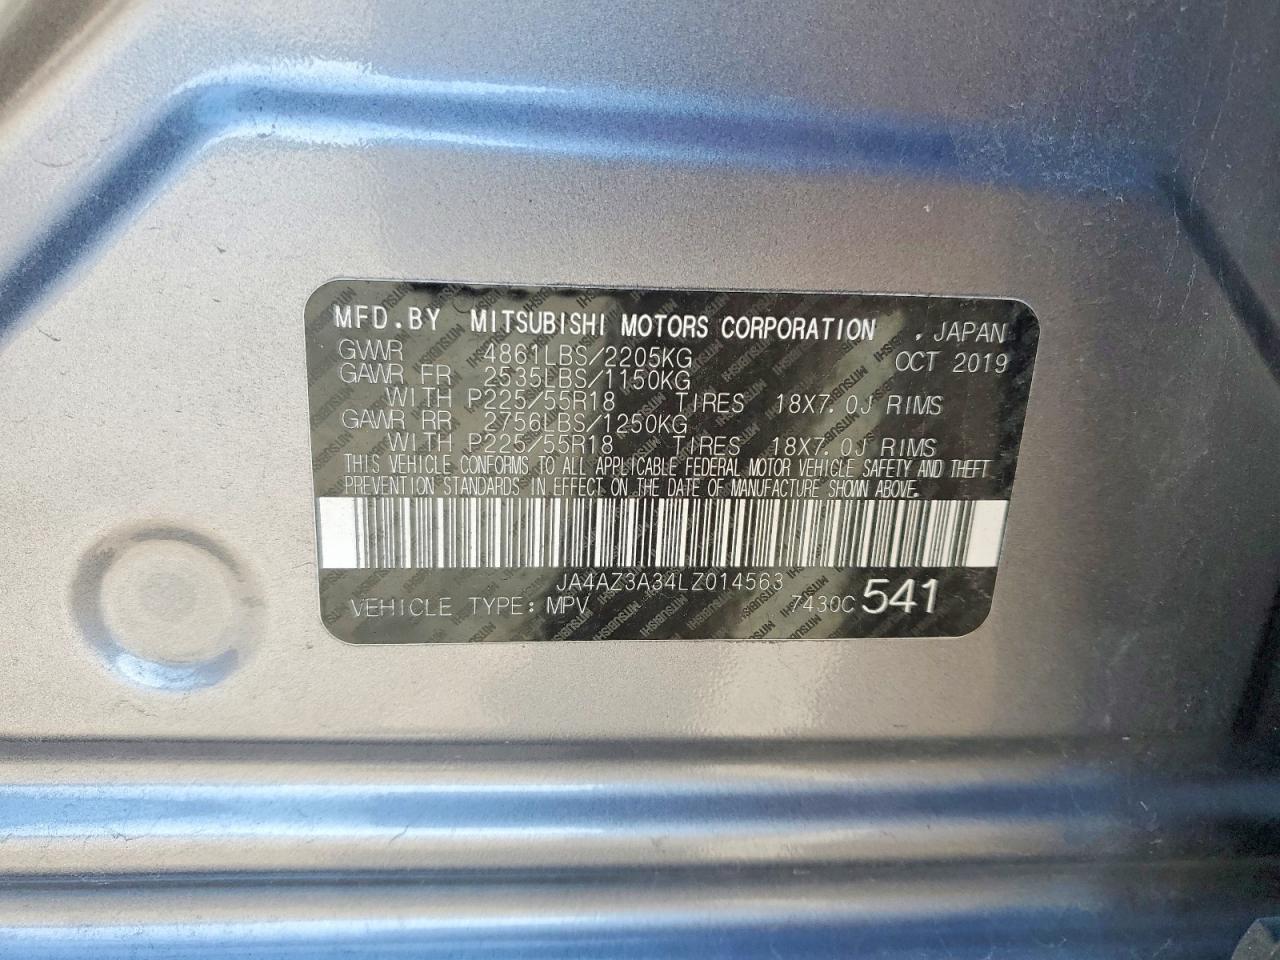 MFD.BY MITSUBISHI MOTORS CORPORATION , JAPAN
GVWR 4861LBS/2205KG OCT 2019
GAWR FR 2535LBS/1150KG
WITH P225/55R18 TIRES 18X7.0J RIMS
GAWR RR 2756LBS/1250KG
WITH P225/55R18 TIRES 18X7.0J RIMS
THIS VEHICLE CONFORMS TO ALL APPLICABLE FEDERAL MOTOR VEHICLE SAFETY AND THEFT
PREVENTION STANDARDS IN EFFECT ON THE DATE OF MANUFACTURE SHOWN ABOVE.
JA4AZ3A34LZ014563
VEHICLE TYPE: MPV 7430C 541